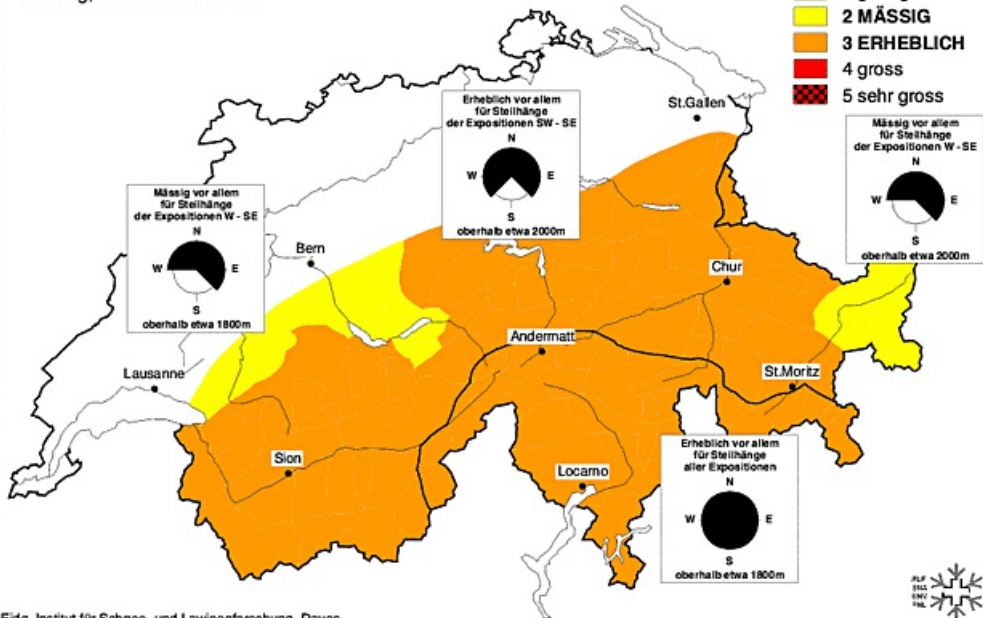 2 MÄSSIG
3 ERHEBLICH
4 gross
5 sehr gross
St.Gallen
Erheblich vor allem
für Steilhänge
der Expositionen SW - SE
N
W E
S
oberhalb etwa 2000m
Mässig vor allem
für Steilhänge
der Expositionen W - SE
N
W E
S
oberhalb etwa 2000m
Mässig vor allem
für Steilhänge
der Expositionen W - SE
N
W E
S
oberhalb etwa 1800m
Bern
Chur
Andermatt
Lausanne
St.Moritz
Sion
Locarno
Erheblich vor allem
für Steilhänge
aller Expositionen
N
W E
S
oberhalb etwa 1800m
Eidg. Institut für Schnee- und Lawinenforschung, Davos